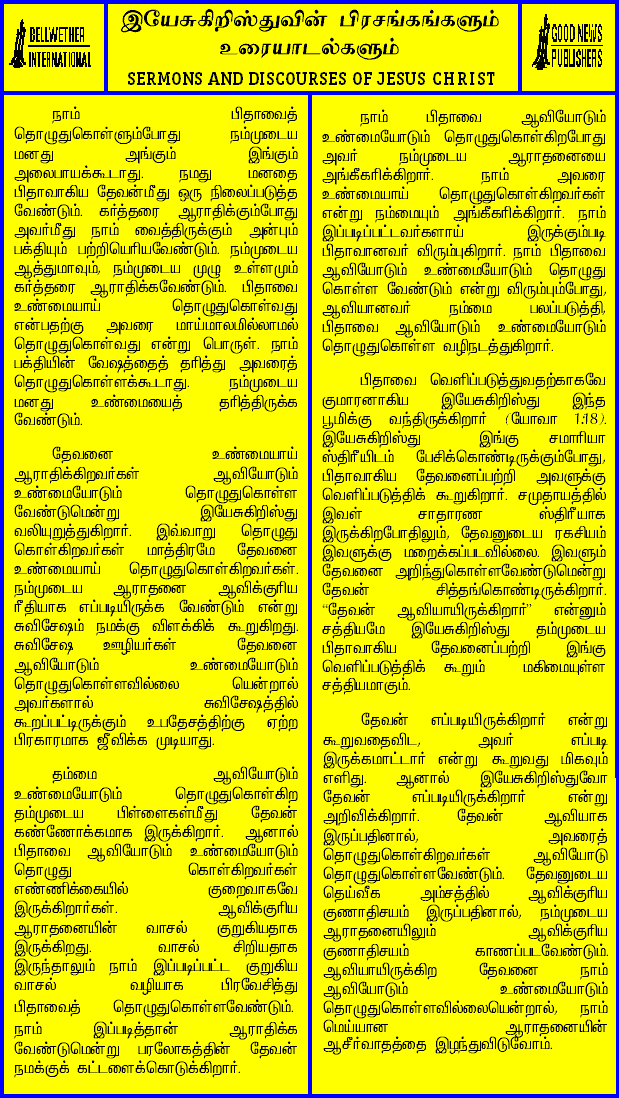 BELLWETHER
INTERNATIONAL
இயேசுகிறிஸ்துவின் பிரசங்கங்களும்
உரையாடல்களும்
SERMONS AND DISCOURSES OF JESUS CHRIST
GOOD NEWS
PUBLISHERS
நாம் பிதாவைத்
தொழுதுகொள்ளும்போது நம்முடைய
மனது அங்கும் இங்கும்
அலைபாயக்கூடாது. நமது மனதை
பிதாவாகிய தேவன்மீது ஒரு நிலைப்படுத்த
வேண்டும். கர்த்தரை ஆராதிக்கும்போது
அவர்மீது நாம் வைத்திருக்கும் அன்பும்
பக்தியும் பற்றியெரியவேண்டும். நம்முடைய
ஆத்துமாவும், நம்முடைய முழு உள்ளமும்
கர்த்தரை ஆராதிக்கவேண்டும். பிதாவை
உண்மையாய் தொழுதுகொள்வது
என்பதற்கு அவரை மாய்மாலமில்லாமல்
தொழுதுகொள்வது என்று பொருள். நாம்
பக்தியின் வேஷத்தைத் தரித்து அவரைத்
தொழுதுகொள்ளக்கூடாது. நம்முடைய
மனது உண்மையைத் தரித்திருக்க
வேண்டும்.
தேவனை உண்மையாய்
ஆராதிக்கிறவர்கள் ஆவியோடும்
உண்மையோடும் தொழுதுகொள்ள
வேண்டுமென்று இயேசுகிறிஸ்து
வலியுறுத்துகிறார். இவ்வாறு தொழுது
கொள்கிறவர்கள் மாத்திரமே தேவனை
உண்மையாய் தொழுதுகொள்கிறவர்கள்.
நம்முடைய ஆராதனை ஆவிக்குரிய
ரீதியாக எப்படியிருக்க வேண்டும் என்று
சுவிசேஷம் நமக்கு விளக்கிக் கூறுகிறது.
சுவிசேஷ ஊழியர்கள் தேவனை
ஆவியோடும் உண்மையோடும்
தொழுதுகொள்ளவில்லை யென்றால்
அவர்களால் சுவிசேஷத்தில்
கூறப்பட்டிருக்கும் உபதேசத்திற்கு ஏற்ற
பிரகாரமாக ஜீவிக்க முடியாது.
தம்மை ஆவியோடும்
உண்மையோடும் தொழுதுகொள்கிற
தம்முடைய பிள்ளைகள்மீது தேவன்
கண்ணோக்கமாக இருக்கிறார். ஆனால்
பிதாவை ஆவியோடும் உண்மையோடும்
தொழுது கொள்கிறவர்கள்
எண்ணிக்கையில் குறைவாகவே
இருக்கிறார்கள். ஆவிக்குரிய
ஆராதனையின் வாசல் குறுகியதாக
இருக்கிறது. வாசல் சிறியதாக
இருந்தாலும் நாம் இப்படிப்பட்ட குறுகிய
வாசல் வழியாக பிரவேசித்து
பிதாவைத் தொழுதுகொள்ளவேண்டும்.
நாம் இப்படித்தான் ஆராதிக்க
வேண்டுமென்று பரலோகத்தின் தேவன்
நமக்குக் கட்டளைக்கொடுக்கிறார்.
நாம் பிதாவை ஆவியோடும்
உண்மையோடும் தொழுதுகொள்கிறபோது
அவர் நம்முடைய ஆராதனையை
அங்கீகரிக்கிறார். நாம் அவரை
உண்மையாய் தொழுதுகொள்கிறவர்கள்
என்று நம்மையும் அங்கீகரிக்கிறார். நாம்
இப்படிப்பட்டவர்களாய் இருக்கும்படி
பிதாவானவர் விரும்புகிறார். நாம் பிதாவை
ஆவியோடும் உண்மையோடும் தொழுது
கொள்ள வேண்டும் என்று விரும்பும்போது,
ஆவியானவர் நம்மை பலப்படுத்தி,
பிதாவை ஆவியோடும் உண்மையோடும்
தொழுதுகொள்ள வழிநடத்துகிறார்.
பிதாவை வெளிப்படுத்துவதற்காகவே
குமாரனாகிய இயேசுகிறிஸ்து இந்த
பூமிக்கு வந்திருக்கிறார் (யோவா 1:18).
இயேசுகிறிஸ்து இங்கு சமாரியா
ஸ்திரீயிடம் பேசிக்கொண்டிருக்கும்போது,
பிதாவாகிய தேவனைப்பற்றி அவளுக்கு
வெளிப்படுத்திக் கூறுகிறார். சமுதாயத்தில்
இவள் சாதாரண ஸ்திரீயாக
இருக்கிறபோதிலும், தேவனுடைய ரகசியம்
இவளுக்கு மறைக்கப்படவில்லை. இவளும்
தேவனை அறிந்துகொள்ளவேண்டுமென்று
தேவன் சித்தங்கொண்டிருக்கிறார்.
“தேவன் ஆவியாயிருக்கிறார்” என்னும்
சத்தியமே இயேசுகிறிஸ்து தம்முடைய
பிதாவாகிய தேவனைப்பற்றி இங்கு
வெளிப்படுத்திக் கூறும் மகிமையுள்ள
சத்தியமாகும்.
தேவன் எப்படியிருக்கிறார் என்று
கூறுவதைவிட, அவர் எப்படி
இருக்கமாட்டார் என்று கூறுவது மிகவும்
எளிது. ஆனால் இயேசுகிறிஸ்துவோ
தேவன் எப்படியிருக்கிறார் என்று
அறிவிக்கிறார். தேவன் ஆவியாக
இருப்பதினால், அவரைத்
தொழுதுகொள்கிறவர்கள் ஆவியோடு
தொழுதுகொள்ளவேண்டும். தேவனுடைய
தெய்வீக அம்சத்தில் ஆவிக்குரிய
குணாதிசயம் இருப்பதினால், நம்முடைய
ஆராதனையிலும் ஆவிக்குரிய
குணாதிசயம் காணப்படவேண்டும்.
ஆவியாயிருக்கிற தேவனை நாம்
ஆவியோடும் உண்மையோடும்
தொழுதுகொள்ளவில்லையென்றால், நாம்
மெய்யான ஆராதனையின்
ஆசீர்வாதத்தை இழந்துவிடுவோம்.